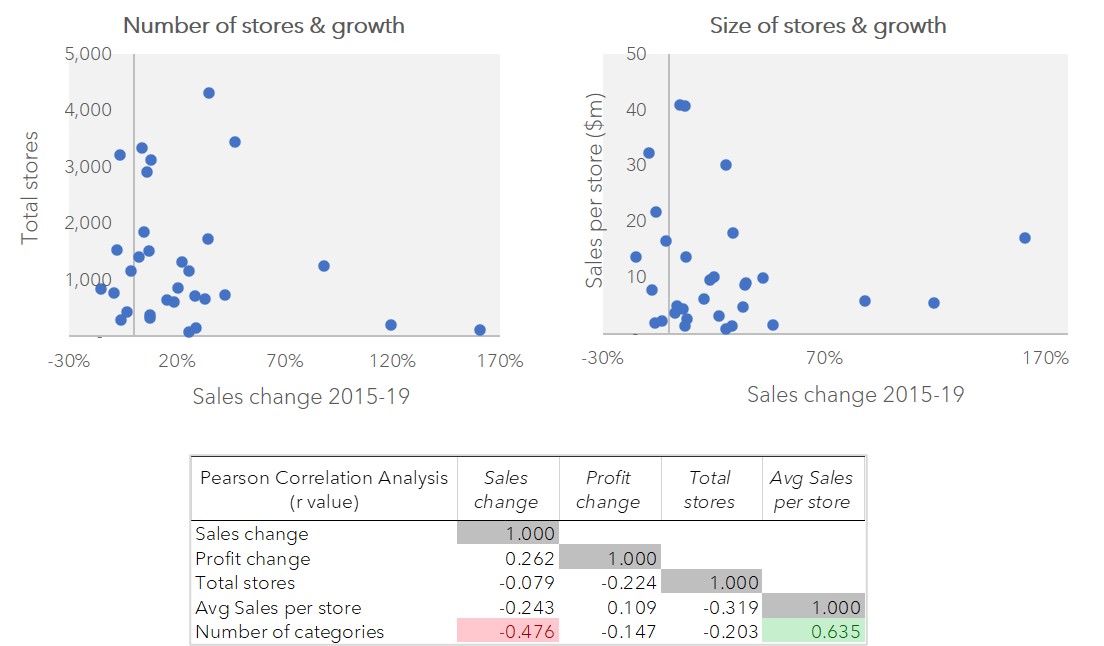 Number of stores & growth
5,000
4,000
3,000
2,000
1,000
-
Total stores
-30% 20% 70% 120% 170%
Sales change 2015-19
Size of stores & growth
50
40
30
20
10
-
Sales per store ($m)
-30% 70% 170%
Sales change 2015-19
Pearson Correlation Analysis (r value) Sales change Profit change Total stores Avg Sales per store
Sales change 1.000
Profit change 0.262 1.000
Total stores -0.079 -0.224 1.000
Avg Sales per store -0.243 0.109 -0.319 1.000
Number of categories -0.476 -0.147 -0.203 0.635